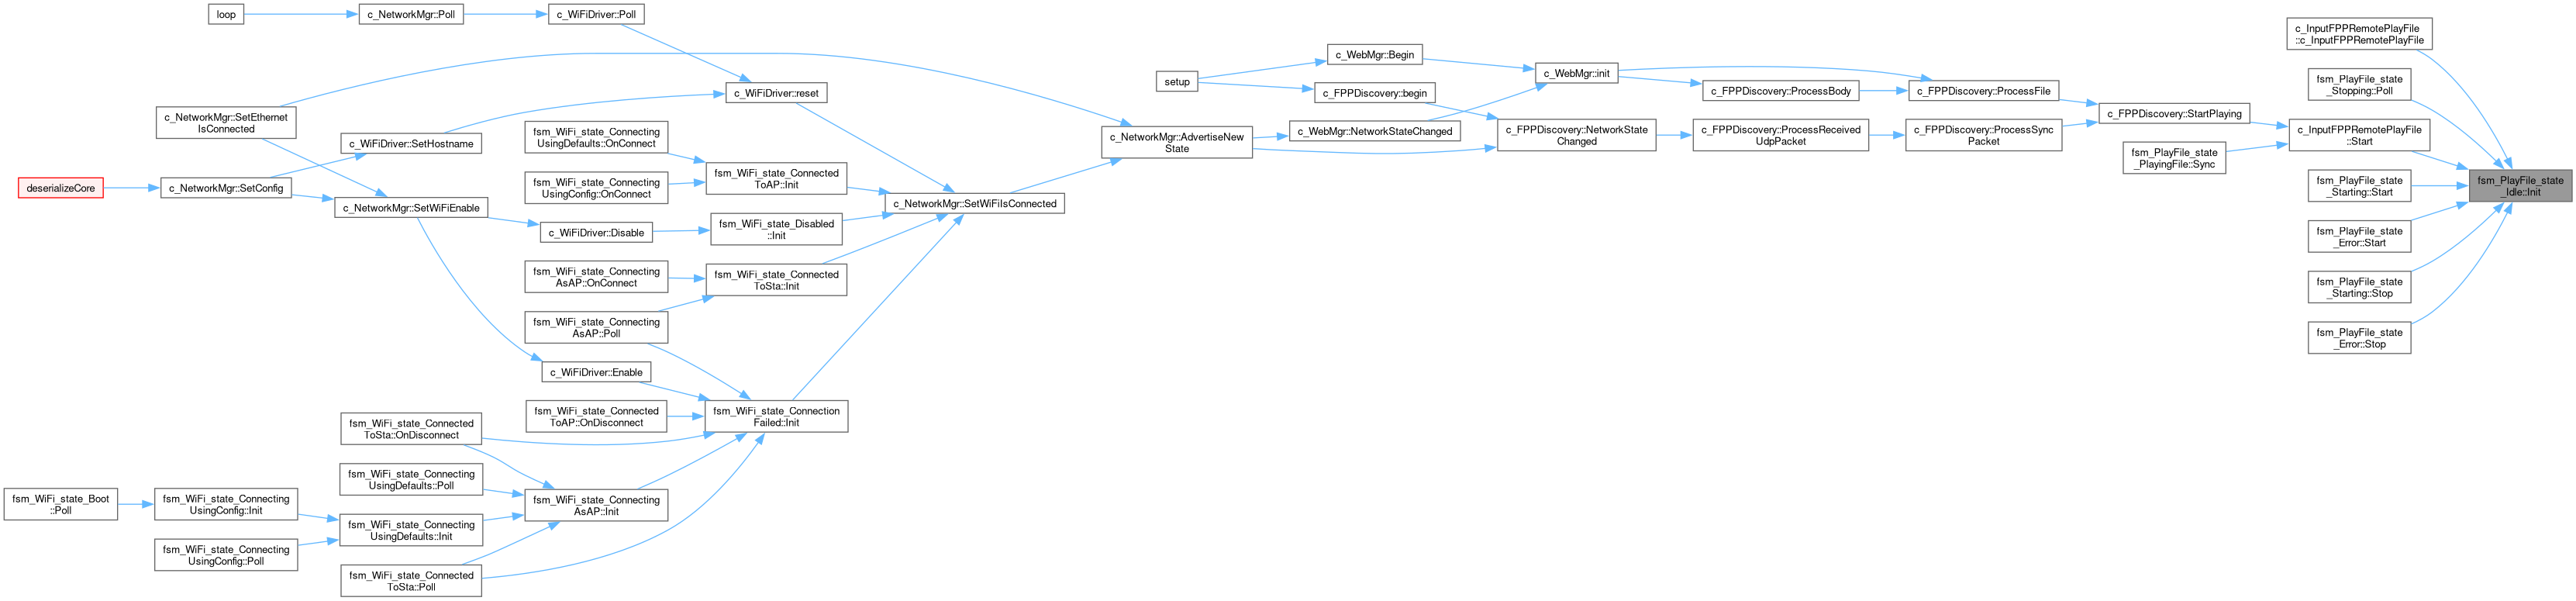 loop
c_NetworkMgr::Poll
c_WiFiDriver::Poll
c_WiFiDriver::reset
c_NetworkMgr::SetEthernet
IsConnected
c_WiFiDriver::SetHostname
deserializeCore
c_NetworkMgr::SetConfig
c_NetworkMgr::SetWiFiEnable
fsm_WiFi_state_Connecting
UsingDefaults::OnConnect
fsm_WiFi_state_Connecting
UsingConfig::OnConnect
c_WiFiDriver::Disable
fsm_WiFi_state_Connecting
AsAP::OnConnect
fsm_WiFi_state_Connecting
AsAP::Poll
c_WiFiDriver::Enable
fsm_WiFi_state_Connected
ToAP::OnDisconnect
fsm_WiFi_state_Connected
ToAP::Init
fsm_WiFi_state_Disabled
::Init
fsm_WiFi_state_Connected
ToSta::Init
fsm_WiFi_state_Connection
Failed::Init
fsm_WiFi_state_Connected
ToSta::OnDisconnect
fsm_WiFi_state_Connecting
UsingDefaults::Poll
fsm_WiFi_state_Boot
::Poll
fsm_WiFi_state_Connecting
UsingConfig::Init
fsm_WiFi_state_Connecting
UsingConfig::Poll
fsm_WiFi_state_Connecting
UsingDefaults::Init
fsm_WiFi_state_Connecting
AsAP::Init
fsm_WiFi_state_Connected
ToSta::Poll
c_NetworkMgr::SetWiFiIsConnected
c_NetworkMgr::AdvertiseNew
State
setup
c_WebMgr::Begin
c_FPPDiscovery::begin
c_WebMgr::NetworkStateChanged
c_WebMgr::init
c_FPPDiscovery::NetworkState
Changed
c_FPPDiscovery::ProcessBody
c_FPPDiscovery::ProcessReceived
UdpPacket
c_FPPDiscovery::ProcessFile
c_FPPDiscovery::ProcessSync
Packet
c_FPPDiscovery::StartPlaying
fsm_PlayFile_state
_PlayingFile::Sync
c_InputFPPRemotePlayFile
::c_InputFPPRemotePlayFile
fsm_PlayFile_state
_Stopping::Poll
c_InputFPPRemotePlayFile
::Start
fsm_PlayFile_state
_Starting::Start
fsm_PlayFile_state
_Error::Start
fsm_PlayFile_state
_Starting::Stop
fsm_PlayFile_state
_Error::Stop
fsm_PlayFile_state
_Idle::Init